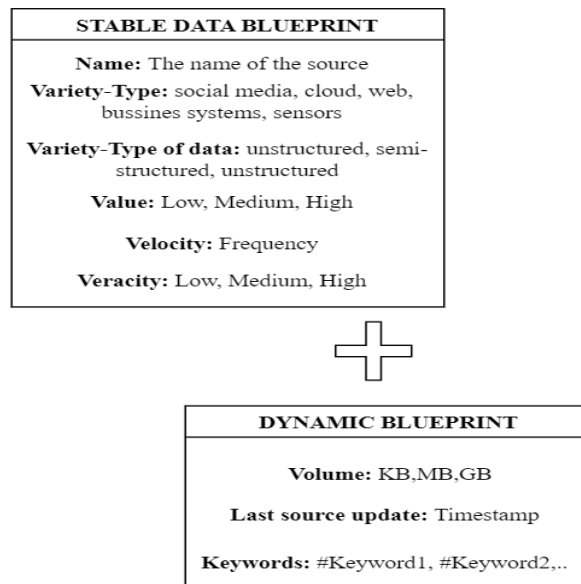 STABLE DATA BLUEPRINT
Name: The name of the source
Variety-Type: social media, cloud, web,
bussines systems, sensors
Variety-Type of data: unstructured, semi-
structured, unstructured
Value: Low, Medium, High
Velocity: Frequency
Veracity: Low, Medium, High
DYNAMIC BLUEPRINT
Volume: KB,MB,GB
Last source update: Timestamp
Keywords: #Keyword1, #Keyword2,..